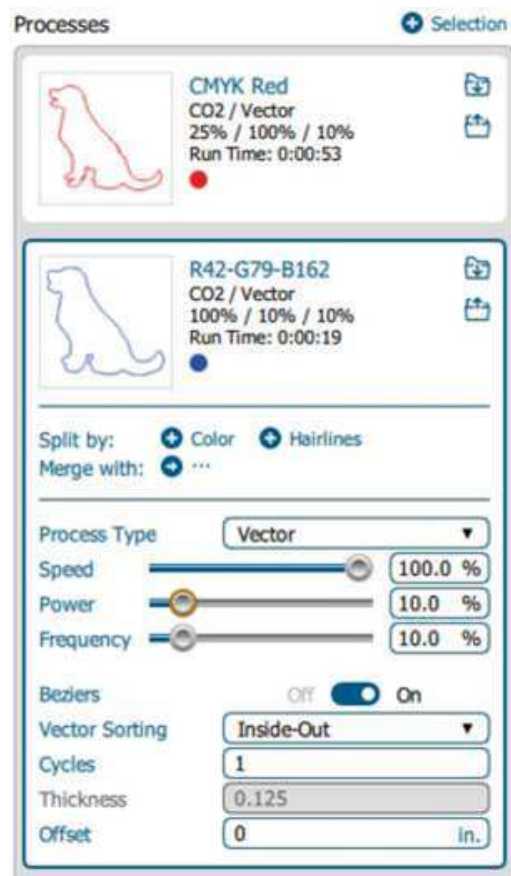 Processes Selection
CMYK Red
CO2 / Vector
25% / 100% / 10%
Run Time: 0:00:53
R42-G79-B162
CO2 / Vector
100% / 10% / 10%
Run Time: 0:00:19
Split by: Color Hairlines
Merge with: ...
Process Type Vector
Speed 100.0 %
Power 10.0 %
Frequency 10.0 %
Beziers Off On
Vector Sorting Inside-Out
Cycles 1
Thickness 0.125
Offset 0 in.